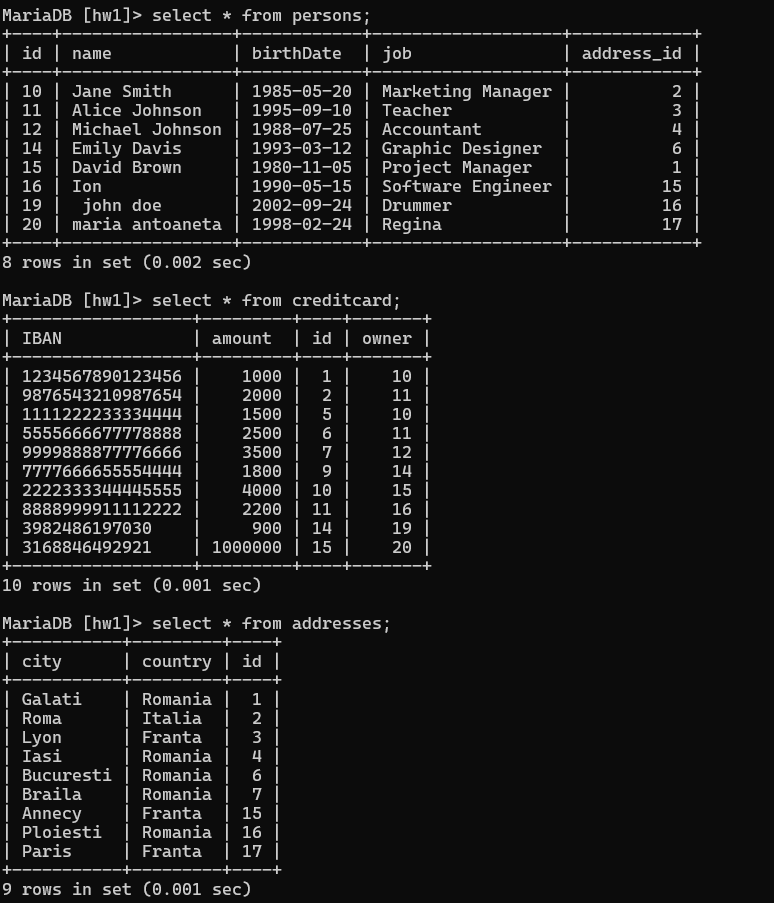 MariaDB [hw1]> select * from persons;
+----+-----------------+------------+-------------------+------------+
| id | name            | birthDate  | job               | address_id |
+----+-----------------+------------+-------------------+------------+
| 10 | Jane Smith      | 1985-05-20 | Marketing Manager |          2 |
| 11 | Alice Johnson   | 1995-09-10 | Teacher           |          3 |
| 12 | Michael Johnson | 1988-07-25 | Accountant        |          4 |
| 14 | Emily Davis     | 1993-03-12 | Graphic Designer  |          6 |
| 15 | David Brown     | 1980-11-05 | Project Manager   |          1 |
| 16 | Ion             | 1990-05-15 | Software Engineer |         15 |
| 19 |  john doe       | 2002-09-24 | Drummer           |         16 |
| 20 | maria antoaneta | 1998-02-24 | Regina            |         17 |
+----+-----------------+------------+-------------------+------------+
8 rows in set (0.002 sec)
MariaDB [hw1]> select * from creditcard;
+------------------+---------+----+-------+
| IBAN             | amount  | id | owner |
+------------------+---------+----+-------+
| 1234567890123456 |    1000 |  1 |    10 |
| 9876543210987654 |    2000 |  2 |    11 |
| 1111222233334444 |    1500 |  5 |    10 |
| 5555666677778888 |    2500 |  6 |    11 |
| 9999888877776666 |    3500 |  7 |    12 |
| 7777666655554444 |    1800 |  9 |    14 |
| 2222333344445555 |    4000 | 10 |    15 |
| 8888999911112222 |    2200 | 11 |    16 |
| 3982486197030    |     900 | 14 |    19 |
| 3168846492921    | 1000000 | 15 |    20 |
+------------------+---------+----+-------+
10 rows in set (0.001 sec)
MariaDB [hw1]> select * from addresses;
+-----------+---------+----+
| city      | country | id |
+-----------+---------+----+
| Galati    | Romania |  1 |
| Roma      | Italia  |  2 |
| Lyon      | Franta  |  3 |
| Iasi      | Romania |  4 |
| Bucuresti | Romania |  6 |
| Braila    | Romania |  7 |
| Annecy    | Franta  | 15 |
| Ploiesti  | Romania | 16 |
| Paris     | Franta  | 17 |
+-----------+---------+----+
9 rows in set (0.001 sec)